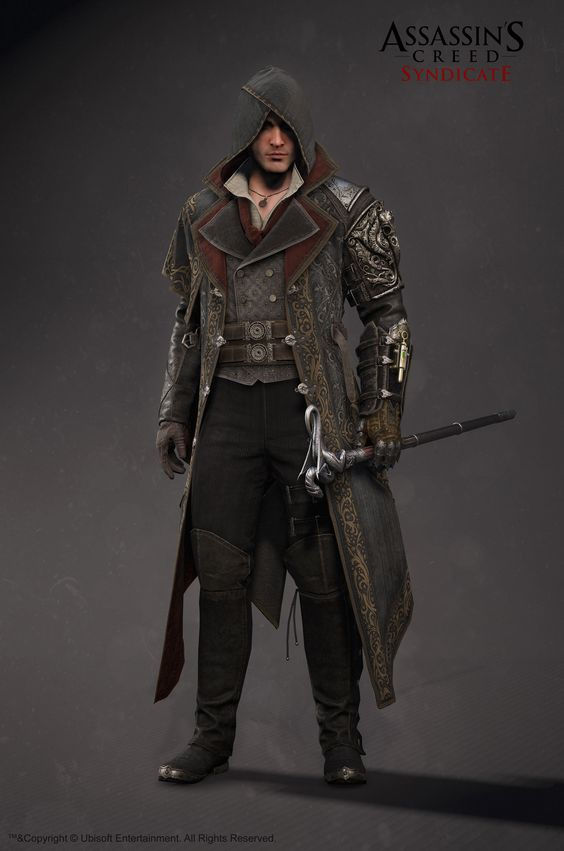 ASSASSIN'S
CREED
SYNDICATE
™&Copyright © Ubisoft Entertainment. All Rights Reserved.